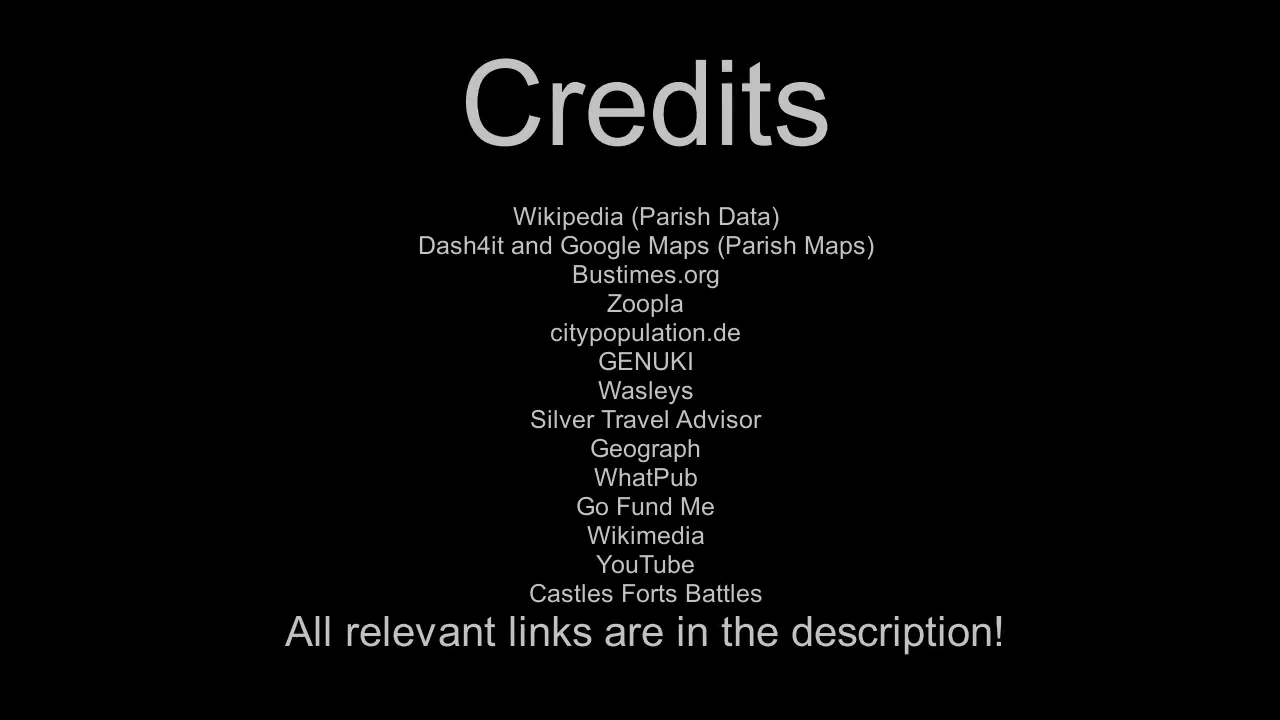 Credits
Wikipedia (Parish Data)
Dash4it and Google Maps (Parish Maps)
Bustimes.org
Zoopla
citypopulation.de
GENUKI
Wasleys
Silver Travel Advisor
Geograph
WhatPub
Go Fund Me
Wikimedia
YouTube
Castles Forts Battles
All relevant links are in the description!